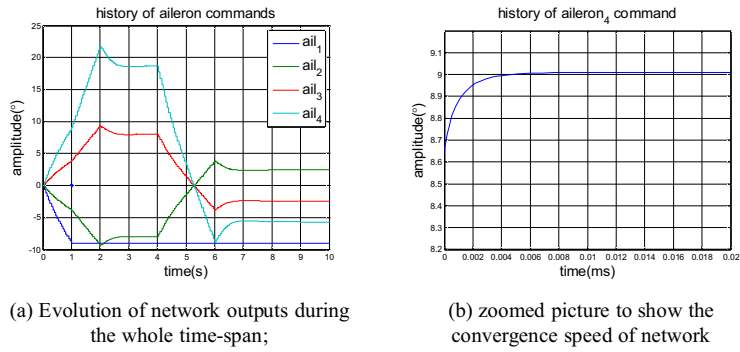 history of aileron commands
amplitude(°)
25
20
15
10
5
0
-5
-10
0 1 2 3 4 5 6 7 8 9 10
time(s)
ail1
ail2
ail3
ail4
(a) Evolution of network outputs during
the whole time-span;
history of aileron4 command
amplitude(°)
9.1
9
8.9
8.8
8.7
8.6
8.5
8.4
8.3
8.2
0 0.002 0.004 0.006 0.008 0.01 0.012 0.014 0.016 0.018 0.02
time(ms)
(b) zoomed picture to show the
convergence speed of network